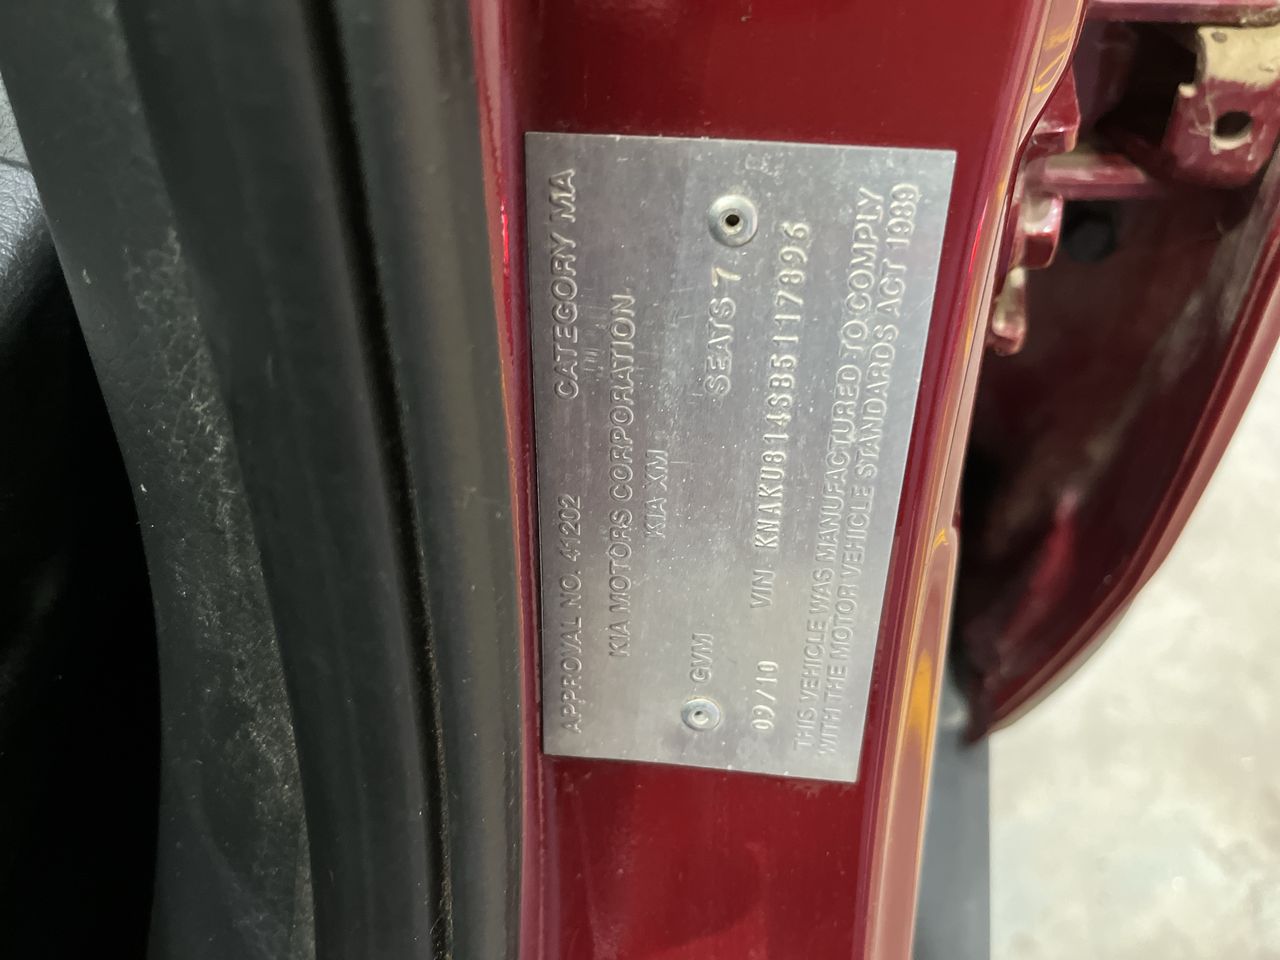 APPROVAL NO. 41202 CATEGORY MA
KIA MOTORS CORPORATION
KIA XM
GVM SEATS 7
09/10 VIN. KNAKU814SB5117896
THIS VEHICLE WAS MANUFACTURED TO COMPLY
WITH THE MOTOR VEHICLE STANDARDS ACT 1989